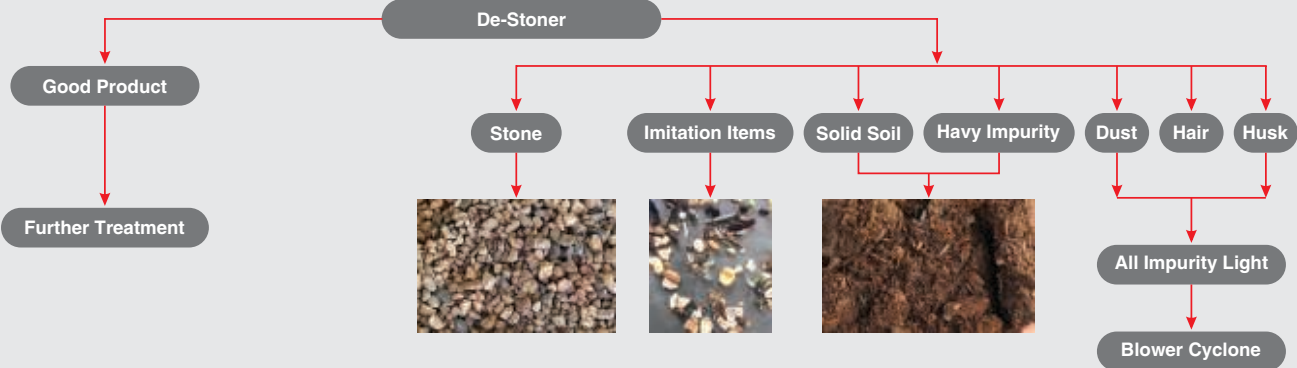 De-Stoner
Good Product
Stone
Imitation Items
Solid Soil
Havy Impurity
Dust
Hair
Husk
Further Treatment
All Impurity Light
Blower Cyclone